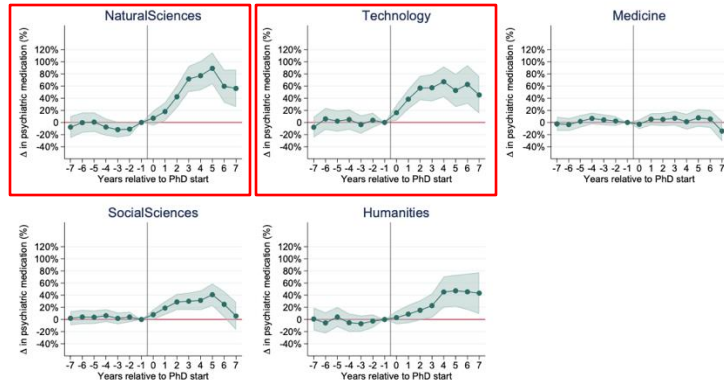 NaturalSciences
Δ in psychiatric medication (%)
120%
100%
80%
60%
40%
20%
0
-20%
-40%
-7 -6 -5 -4 -3 -2 -1 0 1 2 3 4 5 6 7
Years relative to PhD start
Technology
Δ in psychiatric medication (%)
120%
100%
80%
60%
40%
20%
0
-20%
-40%
-7 -6 -5 -4 -3 -2 -1 0 1 2 3 4 5 6 7
Years relative to PhD start
Medicine
Δ in psychiatric medication (%)
120%
100%
80%
60%
40%
20%
0
-20%
-40%
-7 -6 -5 -4 -3 -2 -1 0 1 2 3 4 5 6 7
Years relative to PhD start
SocialSciences
Δ in psychiatric medication (%)
120%
100%
80%
60%
40%
20%
0
-20%
-40%
-7 -6 -5 -4 -3 -2 -1 0 1 2 3 4 5 6 7
Years relative to PhD start
Humanities
Δ in psychiatric medication (%)
120%
100%
80%
60%
40%
20%
0
-20%
-40%
-7 -6 -5 -4 -3 -2 -1 0 1 2 3 4 5 6 7
Years relative to PhD start